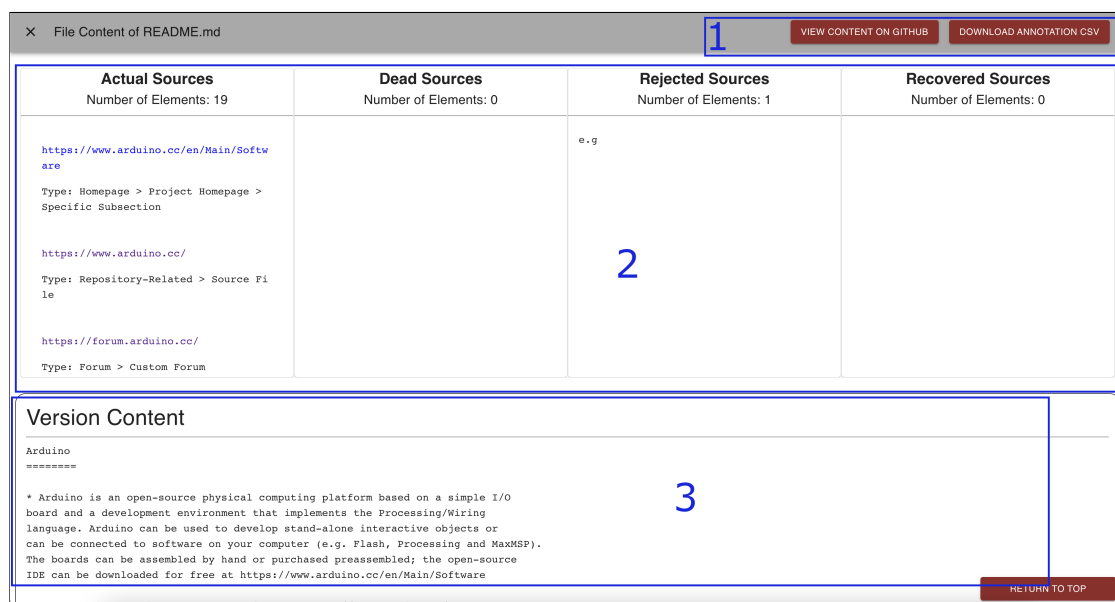 × File Content of README.md
1
VIEW CONTENT ON GITHUB
DOWNLOAD ANNOTATION CSV
Actual Sources
Number of Elements: 19
Dead Sources
Number of Elements: 0
Rejected Sources
Number of Elements: 1
Recovered Sources
Number of Elements: 0
https://www.arduino.cc/en/Main/Softw
are
Type: Homepage > Project Homepage >
Specific Subsection
https://www.arduino.cc/
Type: Repository-Related > Source Fi
le
https://forum.arduino.cc/
Type: Forum > Custom Forum
e.g
2
Version Content
Arduino
========
* Arduino is an open-source physical computing platform based on a simple I/O
board and a development environment that implements the Processing/Wiring
language. Arduino can be used to develop stand-alone interactive objects or
can be connected to software on your computer (e.g. Flash, Processing and MaxMSP).
The boards can be assembled by hand or purchased preassembled; the open-source
IDE can be downloaded for free at https://www.arduino.cc/en/Main/Software
3
RETURN TO TOP